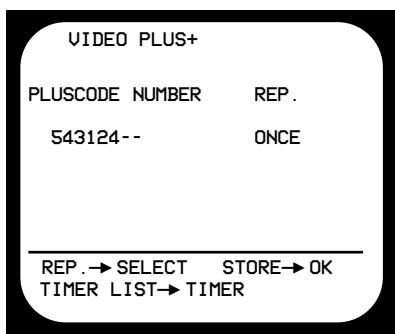 VIDEO PLUS+
PLUSCODE NUMBER REP.
543124-- ONCE
REP.→SELECT STORE→OK
TIMER LIST→TIMER